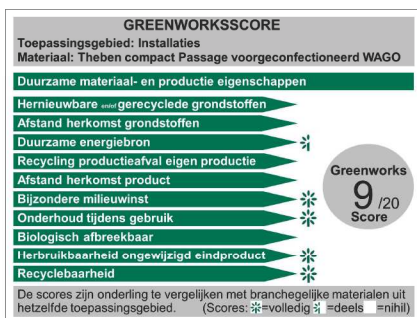 GREENWORKSSCORE
Toepassingsgebied: Installaties
Materiaal: Theben compact Passage voorgeconfectioneerd WAGO
Duurzame materiaal- en productie eigenschappen
Hernieuwbare en/of gerecyclede grondstoffen
Afstand herkomst grondstoffen
Duurzame energiebron
Recycling productieafval eigen productie
Afstand herkomst product
Bijzondere milieuwinst
Onderhoud tijdens gebruik
Biologisch afbreekbaar
Herbruikbaarheid ongewijzigd eindproduct
Recyclebaarheid
Greenworks
9 /20
Score
De scores zijn onderling te vergelijken met branchegelijke materialen uit
hetzelfde toepassingsgebied. (Scores: =volledig =deels =nihil)